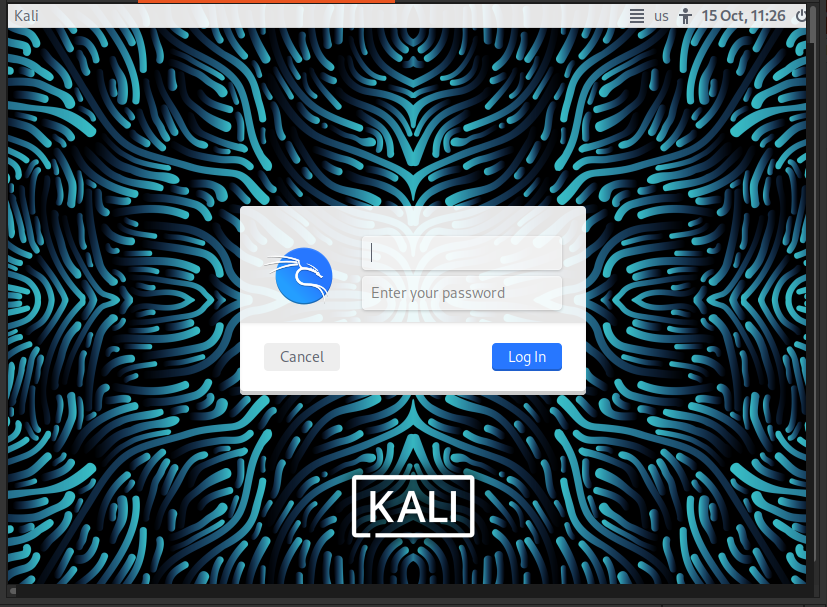 Kali us 15 Oct, 11:26
Enter your password
Cancel Log In
KALI